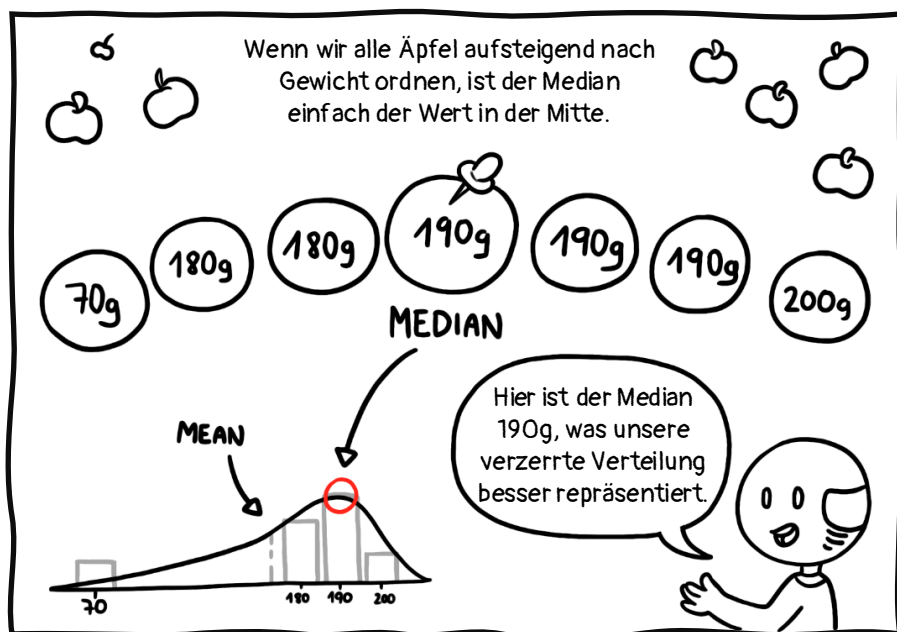 Wenn wir alle Äpfel aufsteigend nach
Gewicht ordnen, ist der Median
einfach der Wert in der Mitte.
70g
180g
180g
190g
190g
190g
200g
MEDIAN
MEAN
Hier ist der Median
190g, was unsere
verzerrte Verteilung
besser repräsentiert.
70
180
190
200